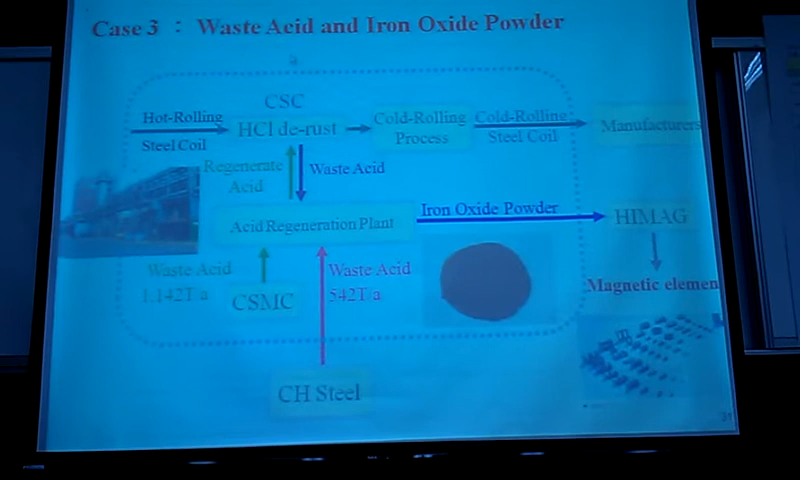 Case 3 : Waste Acid and Iron Oxide Powder
CSC
Hot-Rolling
Steel Coil
HCl de-rust
Cold-Rolling
Process
Cold-Rolling
Steel Coil
Manufacturers
Regenerate
Acid
Waste Acid
Acid Regeneration Plant
Iron Oxide Powder
HIMAG
Waste Acid
1,142T/a
CSMC
Waste Acid
542T/a
Magnetic elemen
CH Steel
31